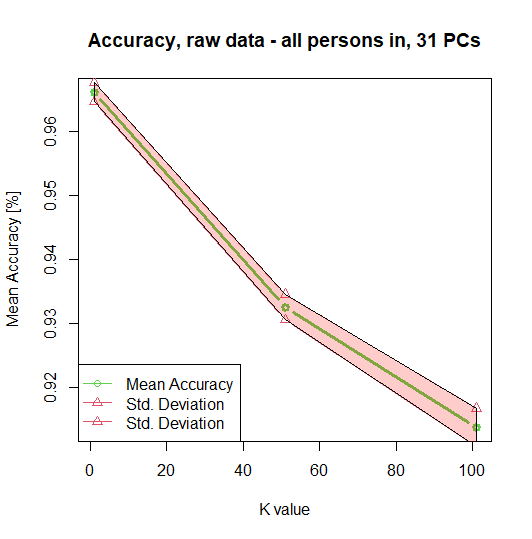 Accuracy, raw data - all persons in, 31 PCs
Mean Accuracy [%]
0.96
0.95
0.94
0.93
0.92
Mean Accuracy
Std. Deviation
Std. Deviation
0 20 40 60 80 100
K value